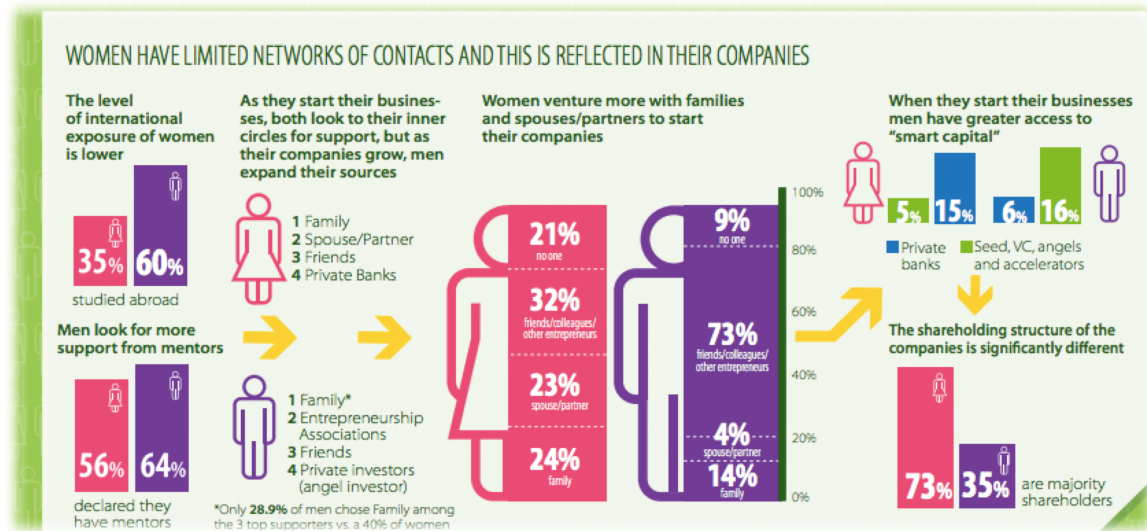 WOMEN HAVE LIMITED NETWORKS OF CONTACTS AND THIS IS REFLECTED IN THEIR COMPANIES
The level
of international
exposure of women
is lower
35%
60%
studied abroad
Men look for more
support from mentors
56%
64%
declared they
have mentors
As they start their busines-
ses, both look to their inner
circles for support, but as
their companies grow, men
expand their sources
1 Family
2 Spouse/Partner
3 Friends
4 Private Banks
1 Family*
2 Entrepreneurship
Associations
3 Friends
4 Private investors
(angel investor)
*Only 28.9% of men chose Family among
the 3 top supporters vs. a 40% of women
Women venture more with families
and spouses/partners to start
their companies
21%
no one
32%
friends/colleagues/
other entrepreneurs
23%
spouse/partner
24%
family
9%
no one
73%
friends/colleagues/
other entrepreneurs
4%
spouse/partner
14%
family
100%
80%
60%
40%
20%
0%
When they start their businesses
men have greater access to
“smart capital”
5%
15%
6%
16%
Private
banks
Seed, VC, angels
and accelerators
The shareholding structure of the
companies is significantly different
73%
35%
are majority
shareholders